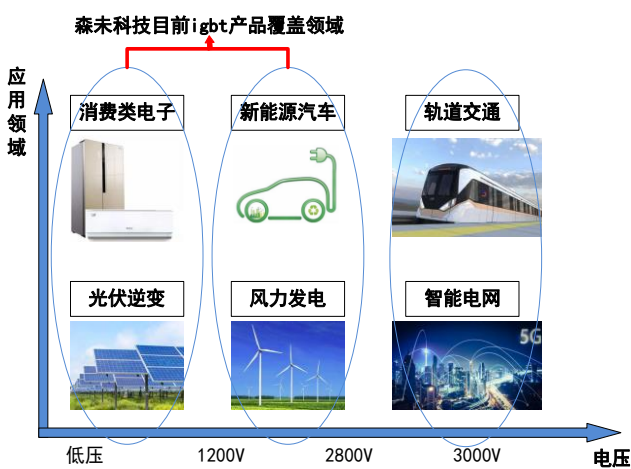 森未科技目前igbt产品覆盖领域
应用领域
消费类电子
新能源汽车
轨道交通
光伏逆变
风力发电
智能电网
5G
低压
1200V
2800V
3000V
电压